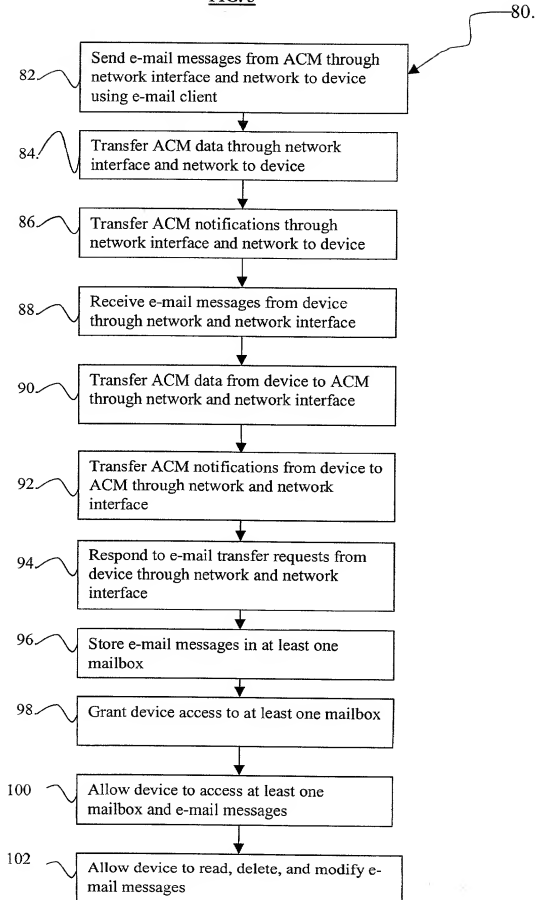 80.
82.
Send e-mail messages from ACM through
network interface and network to device
using e-mail client
84.
Transfer ACM data through network
interface and network to device
86.
Transfer ACM notifications through
network interface and network to device
88.
Receive e-mail messages from device
through network and network interface
90.
Transfer ACM data from device to ACM
through network and network interface
92.
Transfer ACM notifications from device to
ACM through network and network
interface
94.
Respond to e-mail transfer requests from
device through network and network
interface
96.
Store e-mail messages in at least one
mailbox
98.
Grant device access to at least one mailbox
100
Allow device to access at least one
mailbox and e-mail messages
102
Allow device to read, delete, and modify e-
mail messages